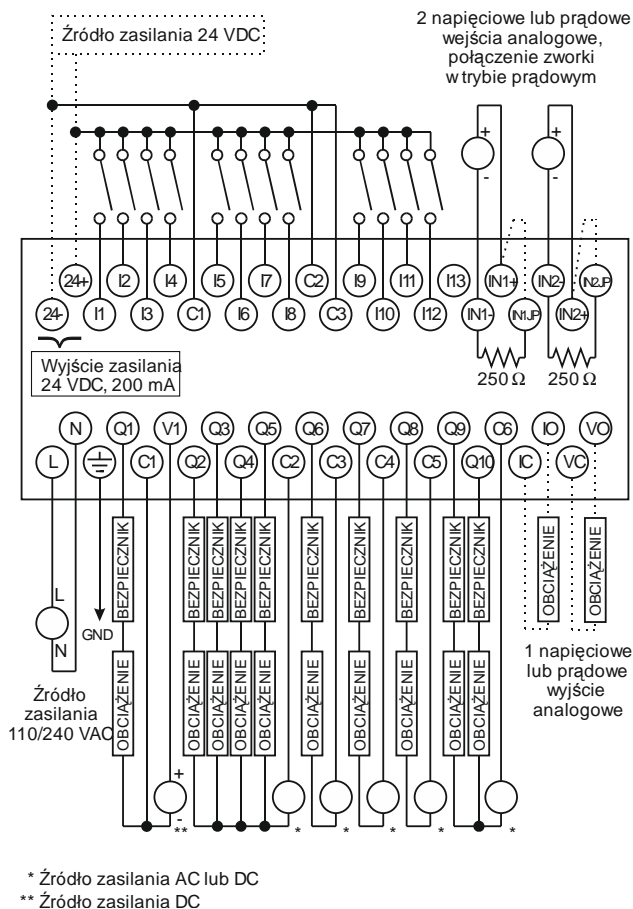 Źródło zasilania 24 VDC
2 napięciowe lub prądowe
wejścia analogowe,
połączenie zworki
w trybie prądowym
+
-
+
-
24+ I2 I4 I5 I7 C2 I9 I11 I13 IN1+ IN2- IN2JP
24- I1 I3 C1 I6 I8 C3 I10 I12 IN1- IN1JP IN2+
Wyjście zasilania
24 VDC, 200 mA
250 Ω
250 Ω
N Q1 V1 Q3 Q5 Q6 Q7 Q8 Q9 C6 IO VO
L C1 Q2 Q4 C2 C3 C4 C5 Q10 IC VC
BEZPIECZNIK
BEZPIECZNIK
BEZPIECZNIK
BEZPIECZNIK
BEZPIECZNIK
BEZPIECZNIK
BEZPIECZNIK
BEZPIECZNIK
BEZPIECZNIK
BEZPIECZNIK
OBCIĄŻENIE
OBCIĄŻENIE
L
N
GND
OBCIĄŻENIE
OBCIĄŻENIE
OBCIĄŻENIE
OBCIĄŻENIE
OBCIĄŻENIE
OBCIĄŻENIE
OBCIĄŻENIE
OBCIĄŻENIE
OBCIĄŻENIE
OBCIĄŻENIE
1 napięciowe
lub prądowe
wyjście
analogowe
Źródło
zasilania
110/240 VAC
+
-
** * * * * *
* Źródło zasilania AC lub DC
** Źródło zasilania DC